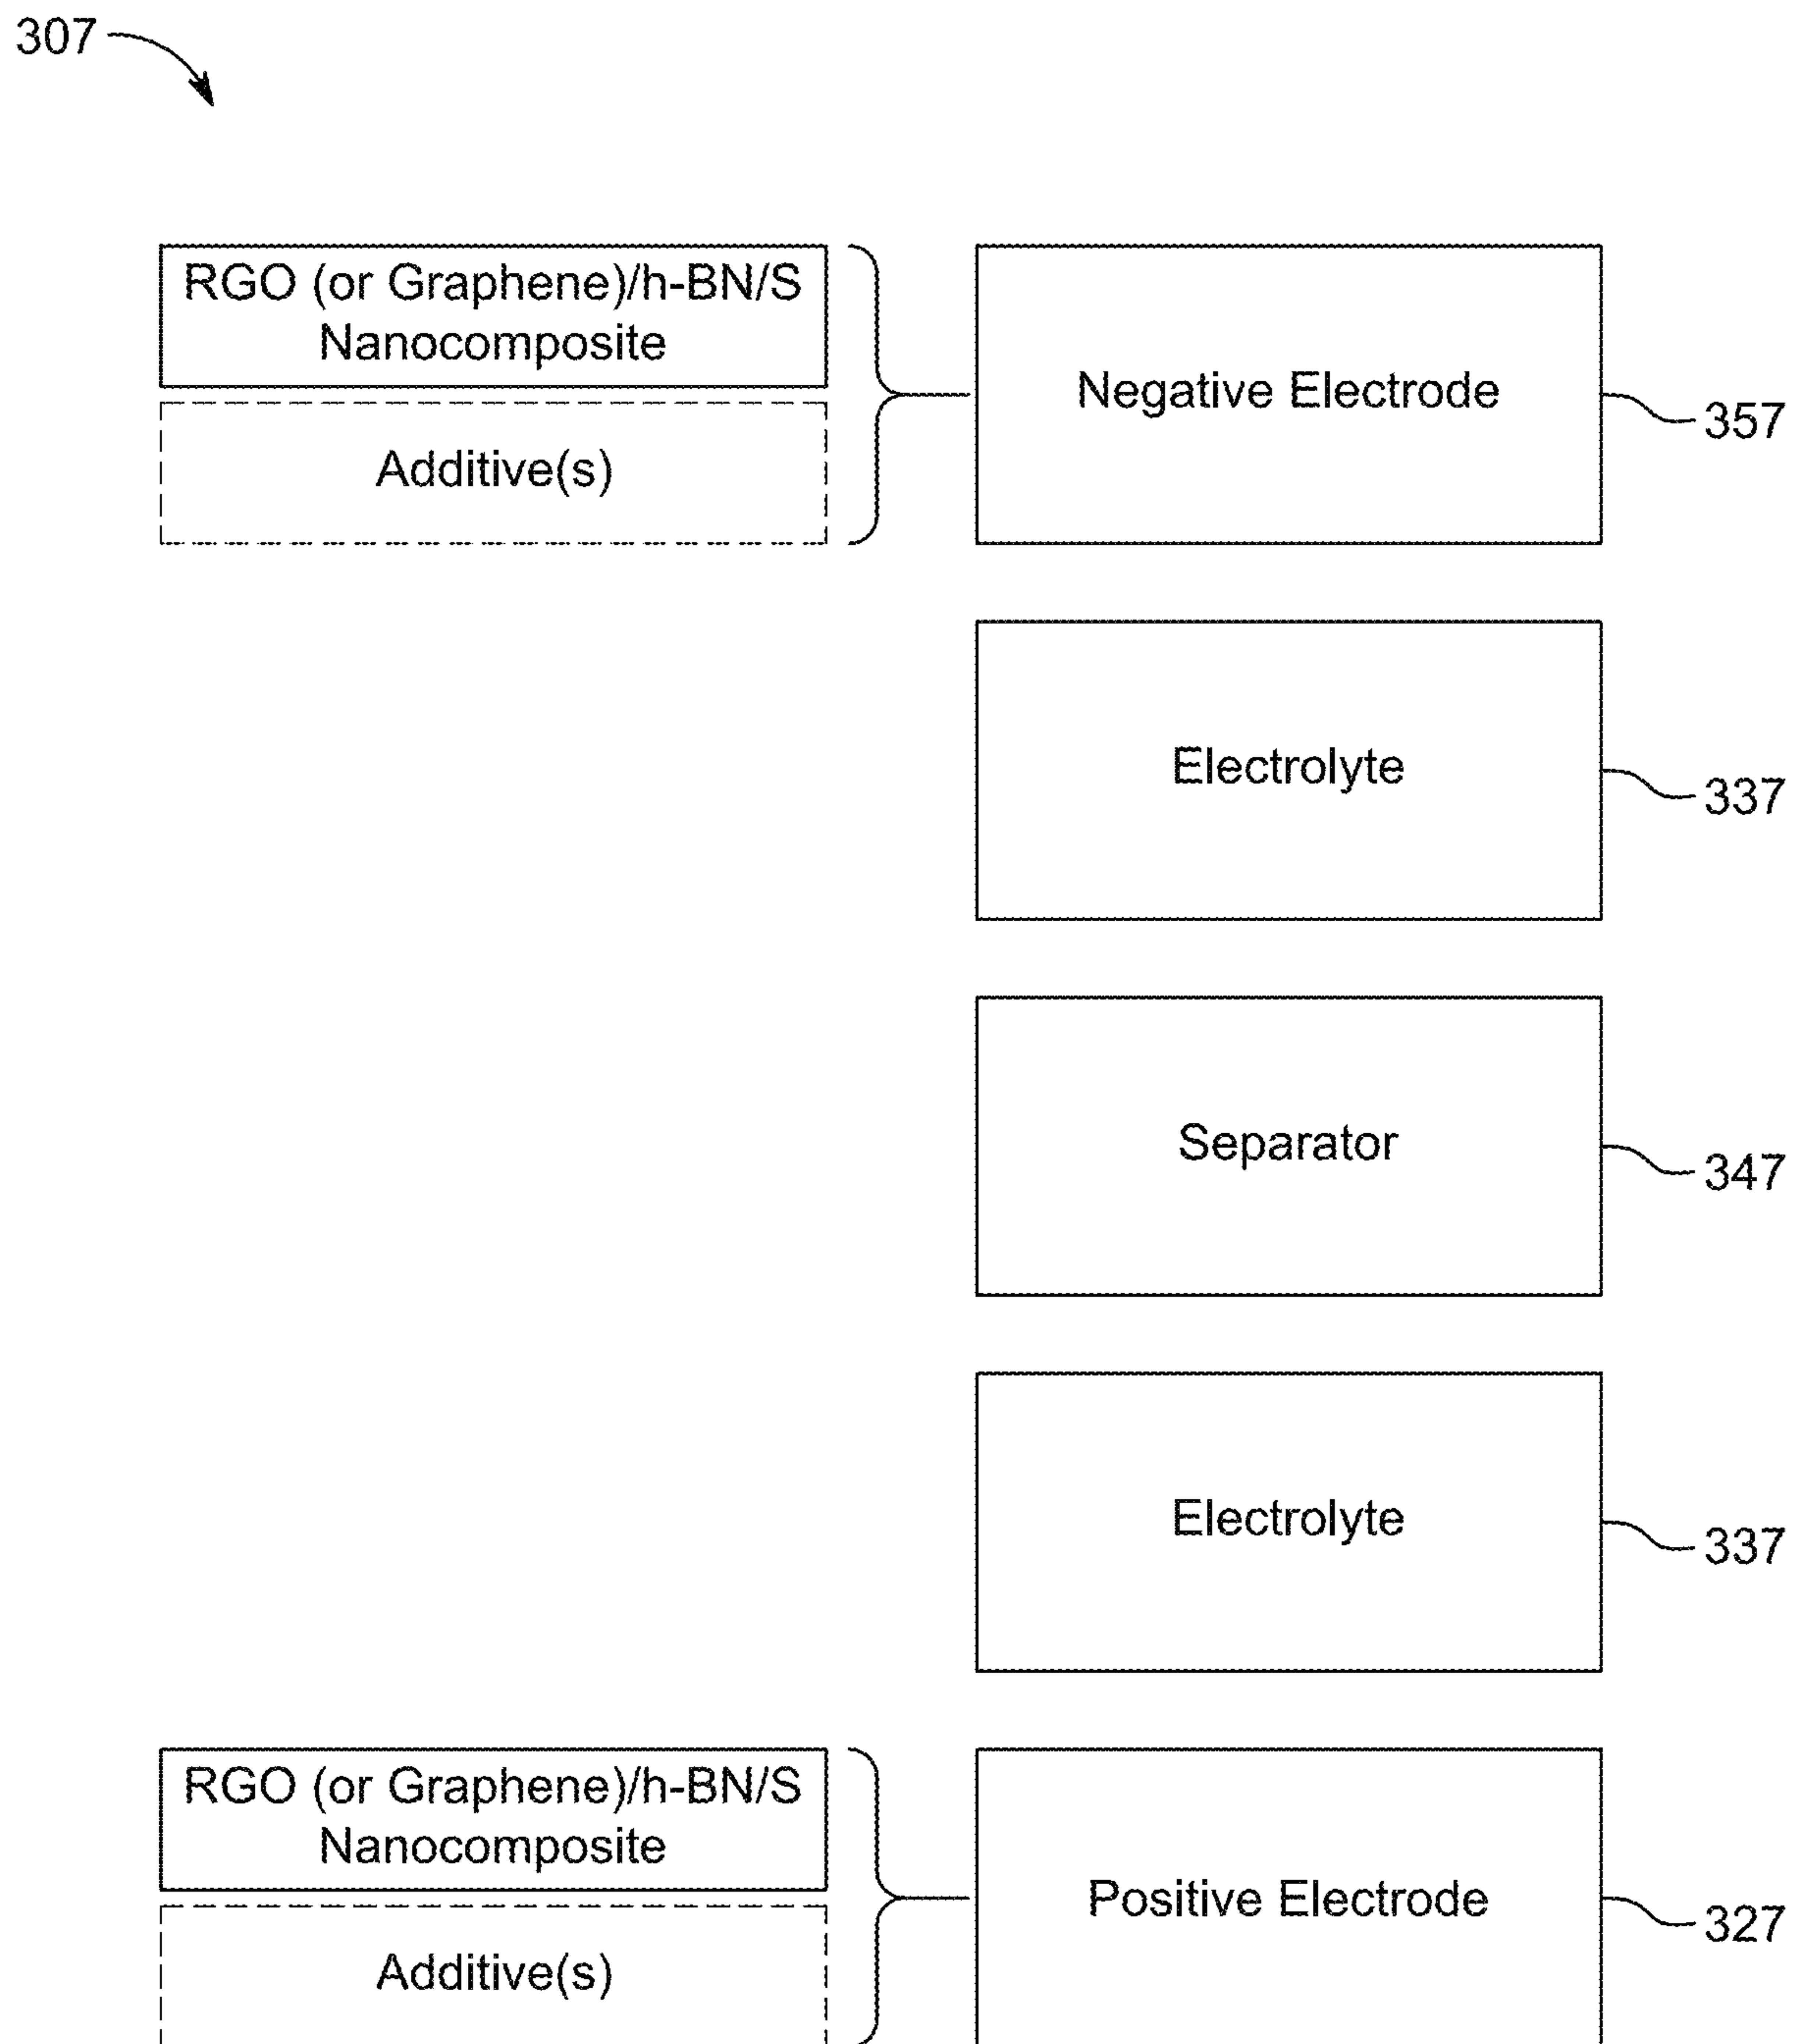 307
RGO (or Graphene)/h-BN/S
Nanocomposite
Additive(s)
Negative Electrode
357
Electrolyte
337
Separator
347
Electrolyte
337
RGO (or Graphene)/h-BN/S
Nanocomposite
Additive(s)
Positive Electrode
327